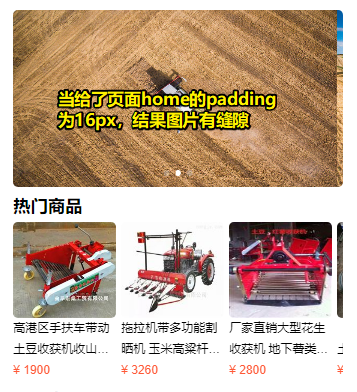 当给了页面home的padding
为16px，结果图片有缝隙
热门商品
高港区手扶车带动
土豆收获机收山…
¥ 1900
拖拉机带多功能割
晒机 玉米高粱杆…
¥ 3260
厂家直销大型花生
收获机 地下荨类…
¥ 2800